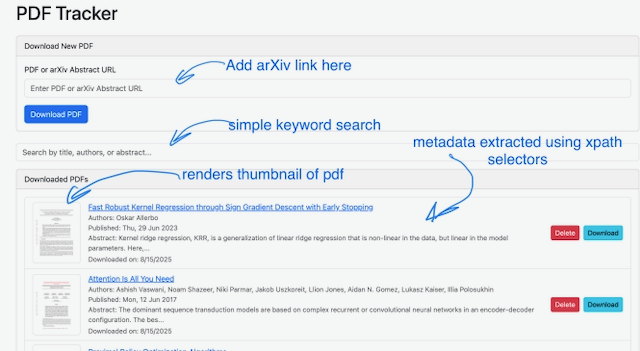 PDF Tracker
Download New PDF
PDF or arXiv Abstract URL
Add arXiv link here
Enter PDF or arXiv Abstract URL
Download PDF
simple keyword search
Search by title, authors, or abstract...
metadata extracted using xpath
selectors
Downloaded PDFs
renders thumbnail of pdf
Fast Robust Kernel Regression through Sign Gradient Descent with Early Stopping
Authors: Oskar Allerbo
Published: Thu, 29 Jun 2023
Abstract: Kernel ridge regression, KRR, is a generalization of linear ridge regression that is non-linear in the data, but linear in the model
parameters. Here,...
Downloaded on: 8/15/2025
Delete
Download
Attention Is All You Need
Authors: Ashish Vaswani, Noam Shazeer, Niki Parmar, Jakob Uszkoreit, Llion Jones, Aidan N. Gomez, Lukasz Kaiser, Illia Polosukhin
Published: Mon, 12 Jun 2017
Abstract: The dominant sequence transduction models are based on complex recurrent or convolutional neural networks in an encoder-decoder
configuration. The bes...
Downloaded on: 8/15/2025
Delete
Download
Proximal Policy Optimization Algorithms